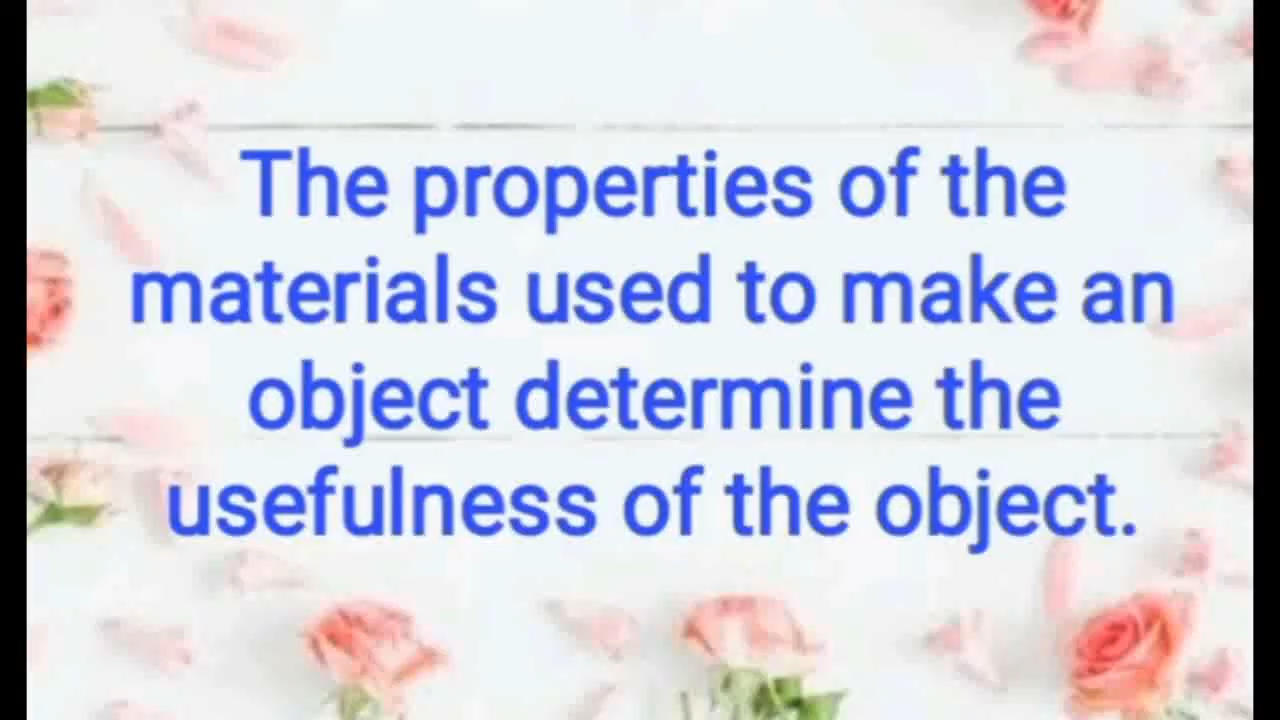 The properties of the
materials used to make an
object determine the
usefulness of the object.